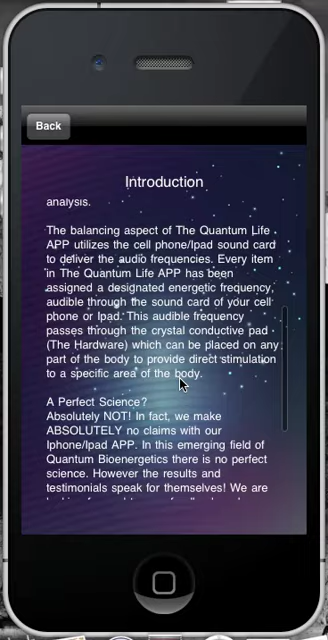 Back
Introduction
analysis.
The balancing aspect of The Quantum Life
APP utilizes the cell phone/Ipad sound card
to deliver the audio frequencies. Every item
in The Quantum Life APP has been
assigned a designated energetic frequency,
audible through the sound card of your cell
phone or Ipad. This audible frequency
passes through the crystal conductive pad
(The Hardware) which can be placed on any
part of the body to provide direct stimulation
to a specific area of the body.
A Perfect Science?
Absolutely NOT! In fact, we make
ABSOLUTELY no claims with our
Iphone/Ipad APP. In this emerging field of
Quantum Bioenergetics there is no perfect
science. However the results and
testimonials speak for themselves! We are